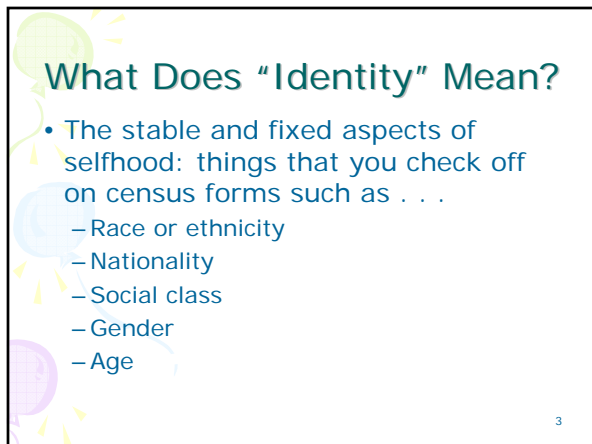 What Does “Identity” Mean?
• The stable and fixed aspects of
selfhood: things that you check off
on census forms such as . . .
– Race or ethnicity
– Nationality
– Social class
– Gender
– Age
3